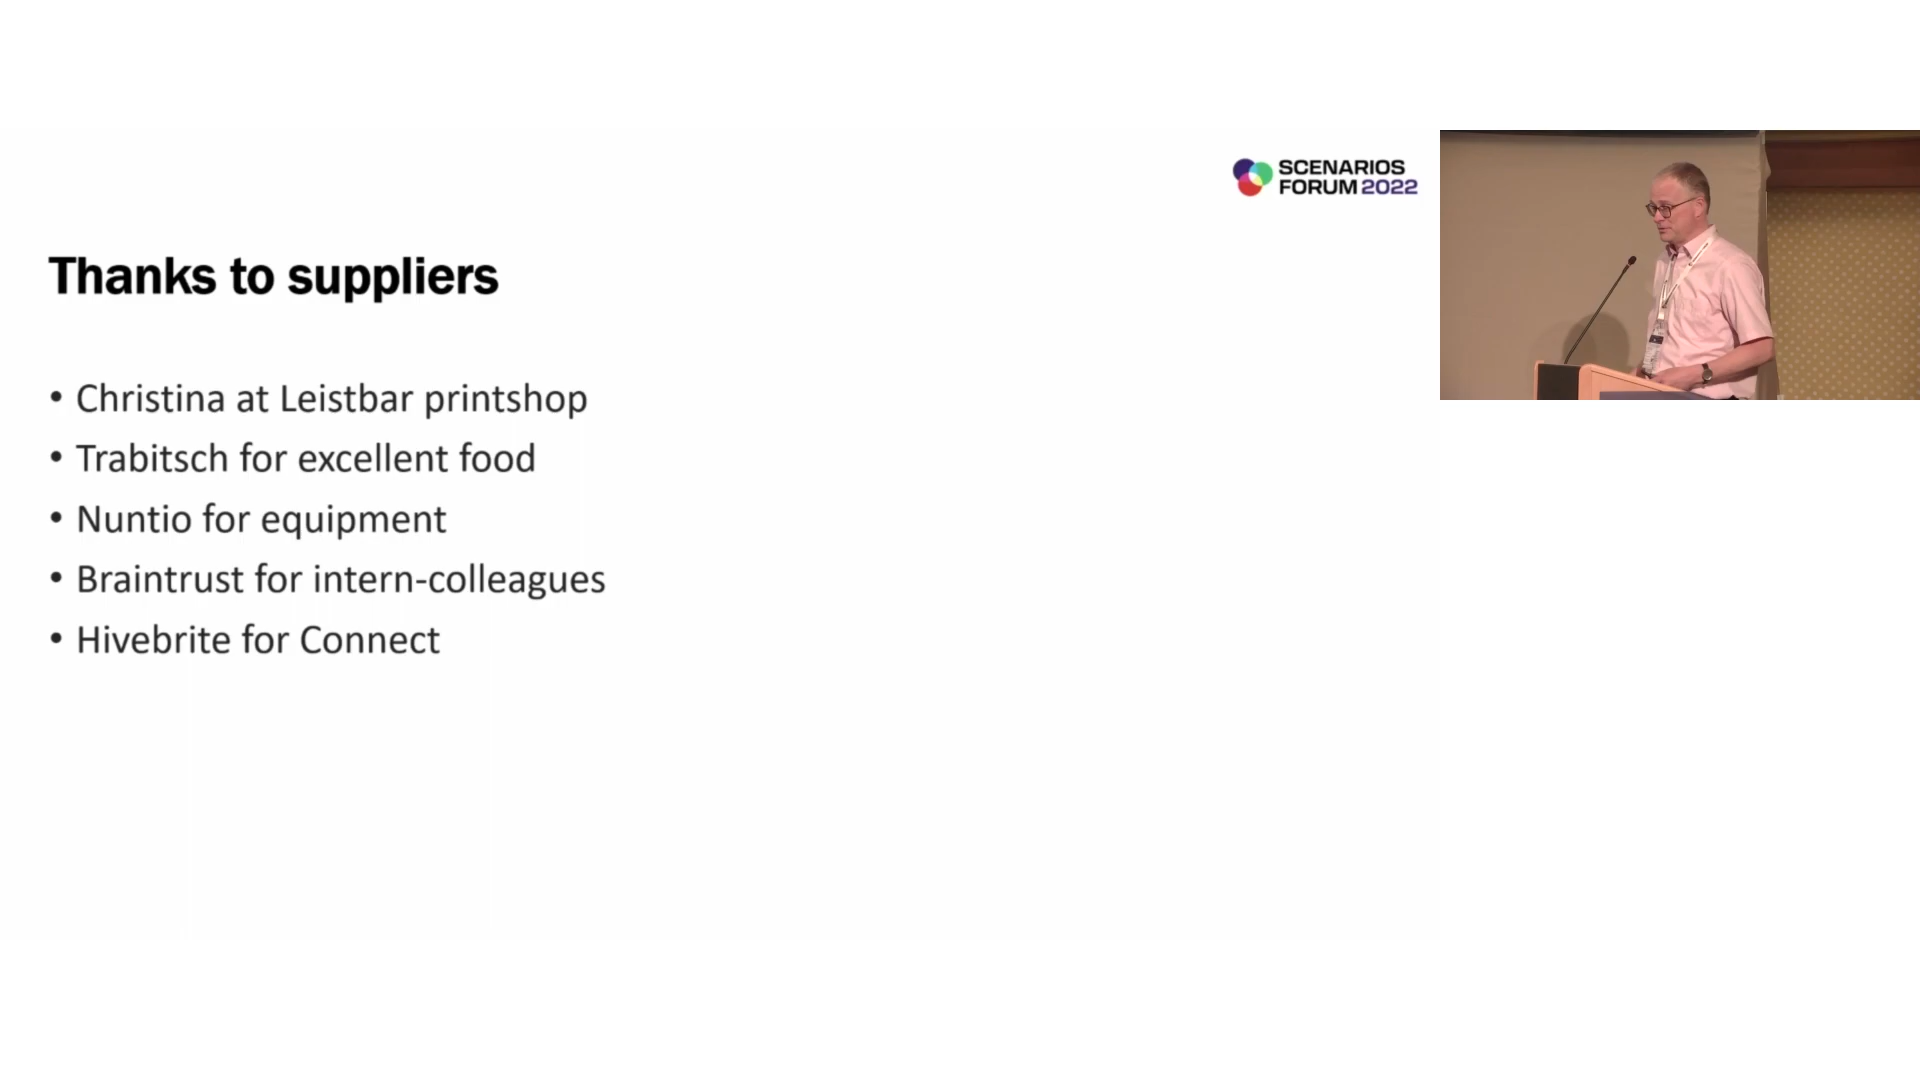 SCENARIOS
FORUM 2022
Thanks to suppliers
• Christina at Leistbar printshop
• Trabitsch for excellent food
• Nuntio for equipment
• Braintrust for intern-colleagues
• Hivebrite for Connect